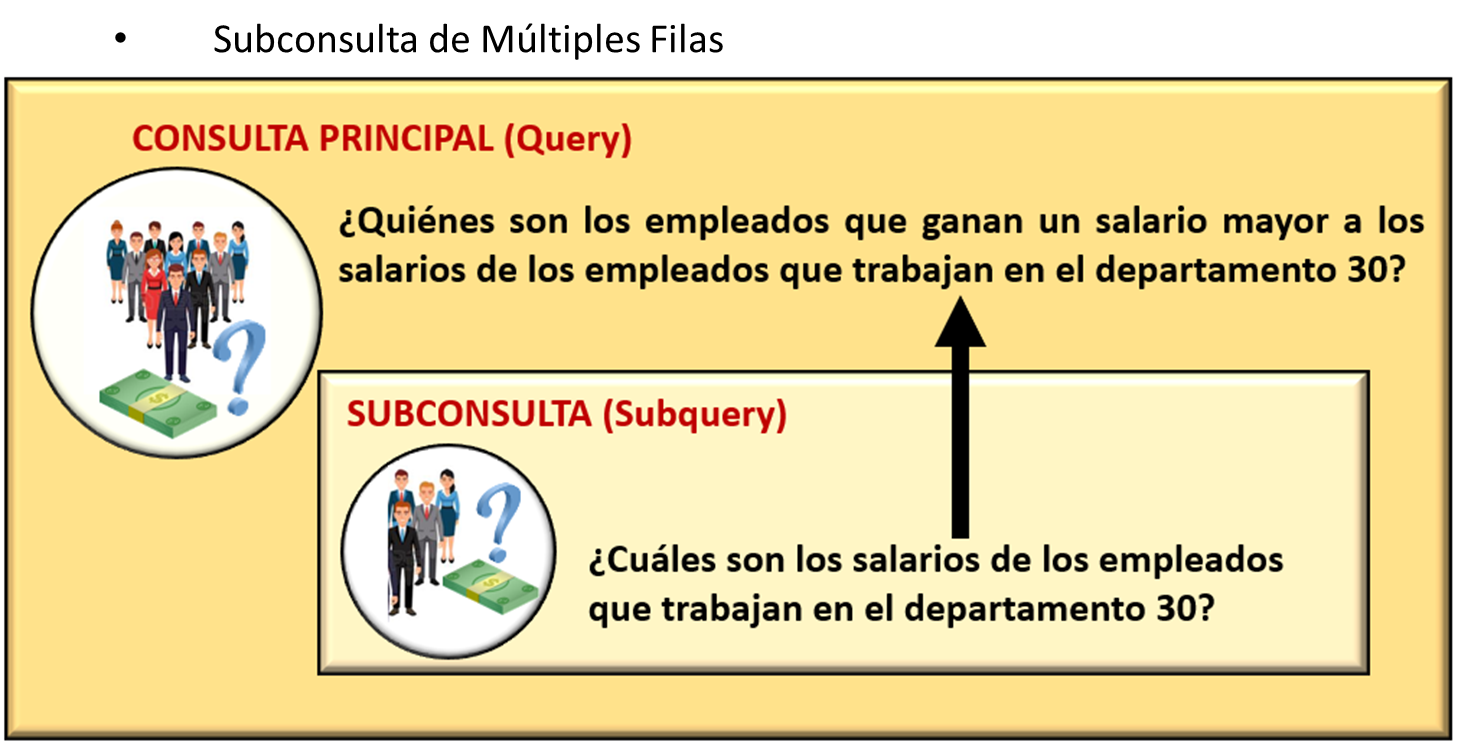 • Subconsulta de Múltiples Filas
CONSULTA PRINCIPAL (Query)
¿Quiénes son los empleados que ganan un salario mayor a los
salarios de los empleados que trabajan en el departamento 30?
SUBCONSULTA (Subquery)
¿Cuáles son los salarios de los empleados
que trabajan en el departamento 30?